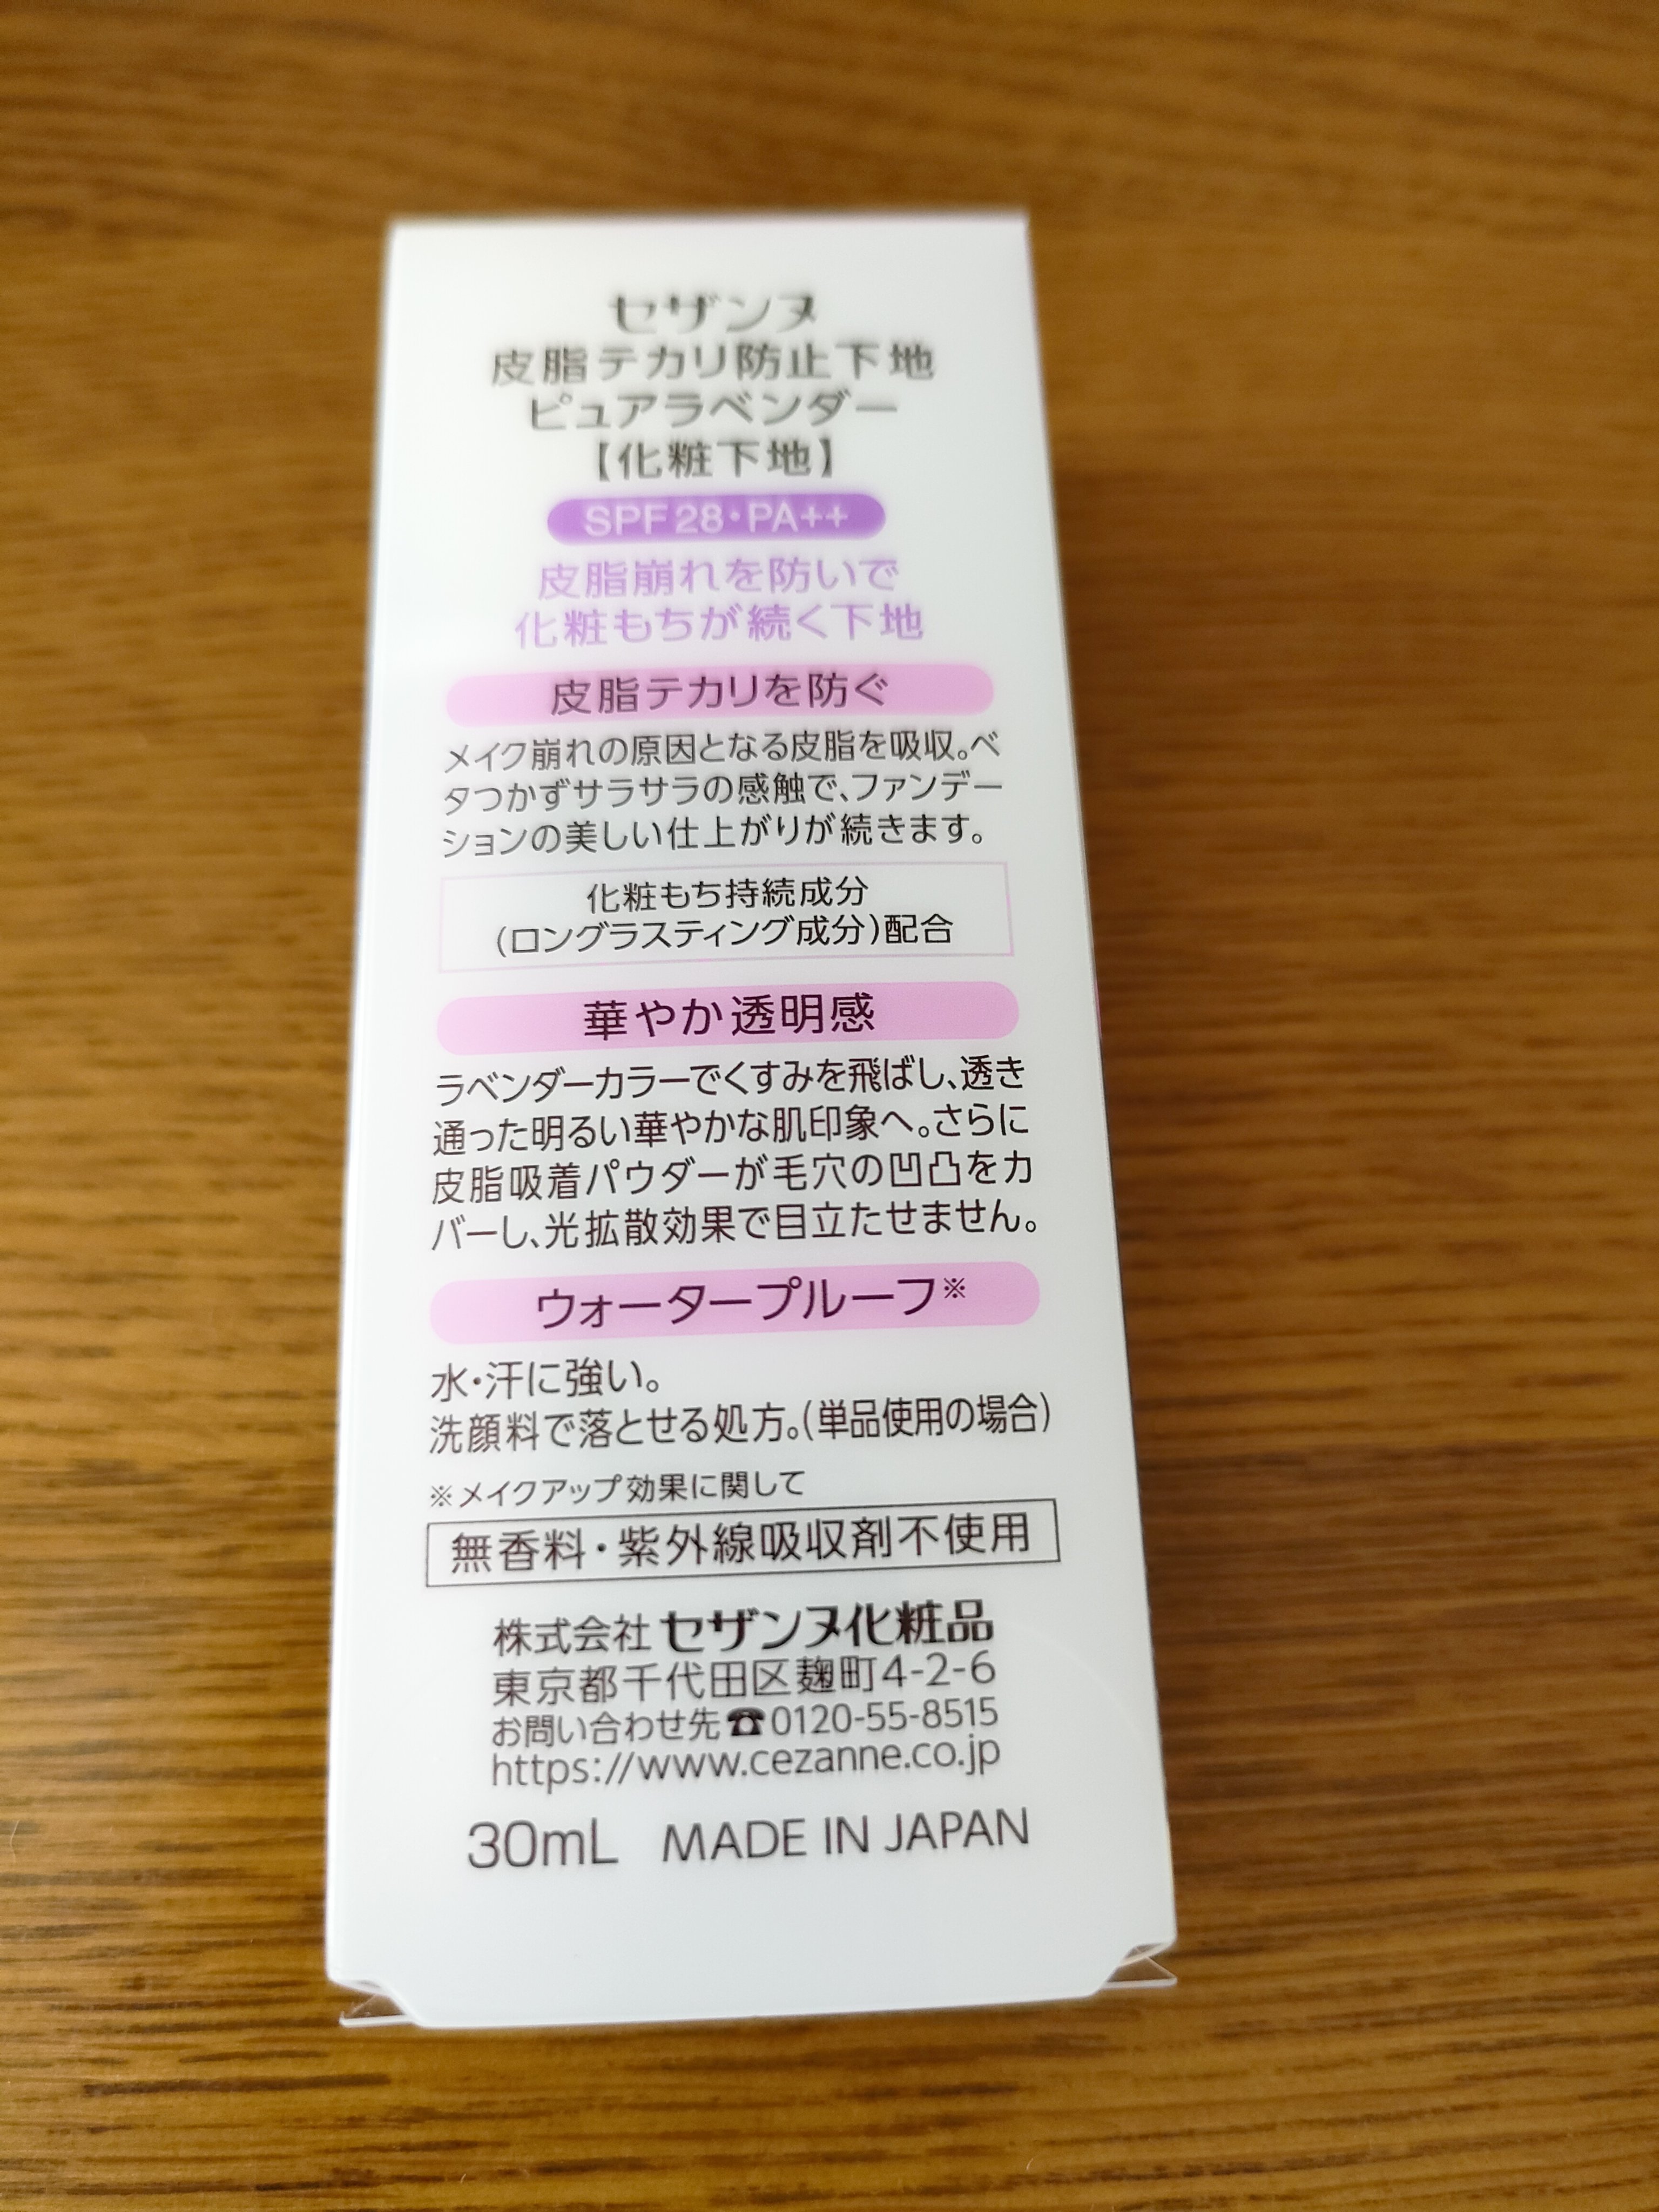 セザンヌ
皮脂テカリ防止下地
ピュアラベンダー
【化粧下地】
SPF28・PA++
皮脂崩れを防いで
化粧もちが続く下地
皮脂テカリを防ぐ
メイク崩れの原因となる皮脂を吸収。ベ
タつかずサラサラの感触で、ファンデー
ションの美しい仕上がりが続きます。
化粧もち持続成分
(ロングラスティング成分)配合
華やか透明感
ラベンダーカラーでくすみを飛ばし、透き
通った明るい華やかな肌印象へ。さらに
皮脂吸着パウダーが毛穴の凹凸をカ
バーし、光拡散効果で目立たせません。
ウォータープルーフ※
水・汗に強い。
洗顔料で落とせる処方。(単品使用の場合)
※メイクアップ効果に関して
無香料・紫外線吸収剤不使用
株式会社 セザンヌ化粧品
東京都千代田区麹町4-2-6
お問い合わせ先☎0120-55-8515
https://www.cezanne.co.jp
30mL MADE IN JAPAN